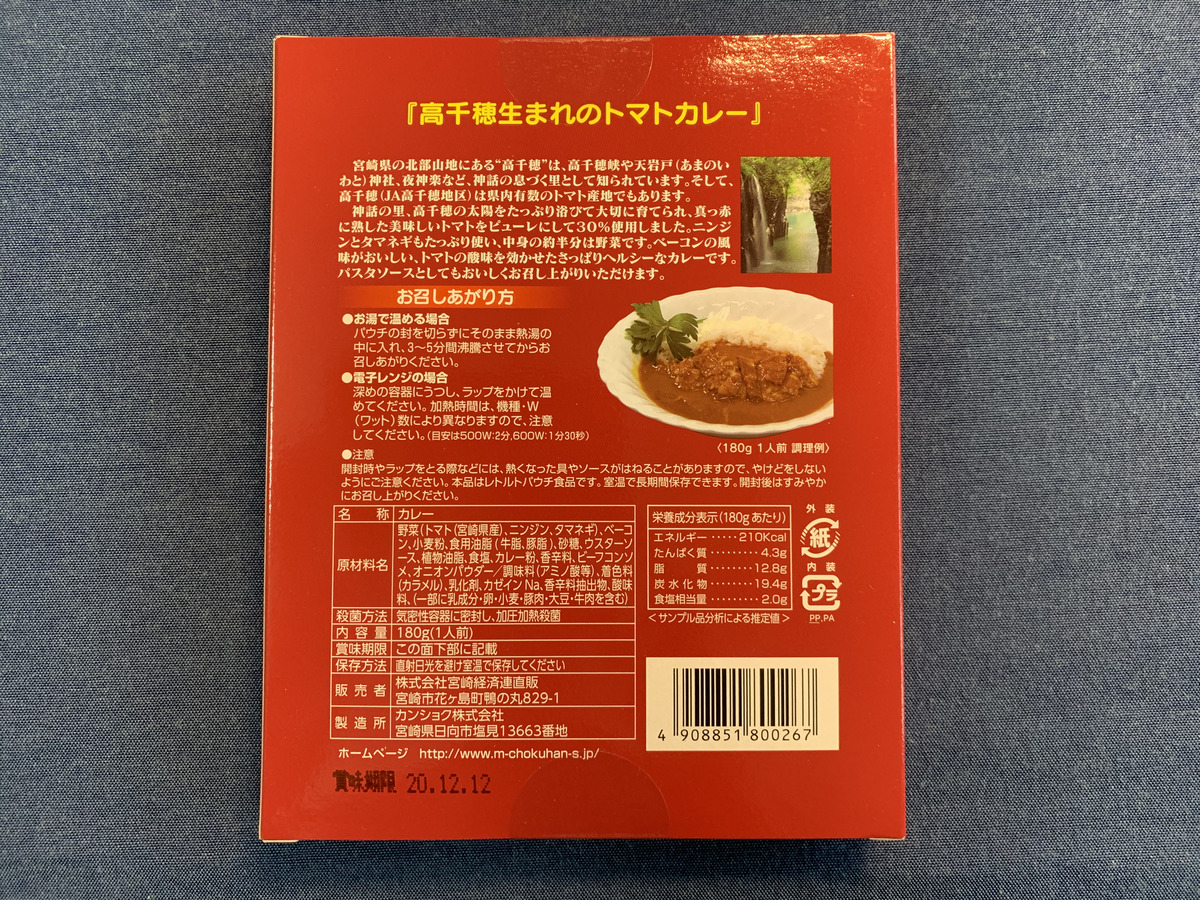 『高千穂生まれのトマトカレー』
宮崎県の北部山地にある“高千穂”は、高千穂峡や天岩戸(あまのい
わと)神社、夜神楽など、神話の息づく里として知られています。そして、
高千穂(JA高千穂地区)は県内有数のトマト産地でもあります。
神話の里、高千穂の太陽をたっぷり浴びて大切に育てられ、真っ赤
に熟した美味しいトマトをピューレにして30%使用しました。ニンジ
ンとタマネギもたっぷり使い、中身の約半分は野菜です。ベーコンの風
味がおいしい、トマトの酸味を効かせたさっぱりヘルシーなカレーです。
パスタソースとしてもおいしくお召し上がりいただけます。
お召しあがり方
●お湯で温める場合
パウチの封を切らずにそのまま熱湯の
中に入れ、3〜5分間沸騰させてからお
召しあがりください。
●電子レンジの場合
深めの容器にうつし、ラップをかけて温
めてください。加熱時間は、機種・W
(ワット)数により異なりますので、注意
してください。(目安は500W:2分,600W:1分30秒)
〈180g 1人前 調理例〉
●注意
開封時やラップをとる際などには、熱くなった具やソースがはねることがありますので、やけどをしない
ようにご注意ください。本品はレトルトパウチ食品です。室温で長期間保存できます。開封後はすみやか
にお召し上がりください。
名 称 カレー
原材料名 野菜(トマト(宮崎県産)、ニンジン、タマネギ)、ベーコ
ン、小麦粉、食用油脂(牛脂、豚脂)、砂糖、ウスターソ
ース、植物油脂、食塩、カレー粉、香辛料、ビーフコンソ
メ、オニオンパウダー/調味料(アミノ酸等)、着色料
(カラメル)、乳化剤、カゼインNa、香辛料抽出物、酸味
料、(一部に乳成分・卵・小麦・豚肉・大豆・牛肉を含む)
殺菌方法 気密性容器に密封し、加圧加熱殺菌
内 容 量 180g(1人前)
賞味期限 この面下部に記載
保存方法 直射日光を避け室温で保存してください
販 売 者 株式会社宮崎経済連直販
宮崎市花ヶ島町鴨の丸829-1
製 造 所 カンショク株式会社
宮崎県日向市塩見13663番地
ホームページ http://www.m-chokuhan-s.jp/
賞味期限 20.12.12
栄養成分表示(180gあたり)
エネルギー・・・・・210Kcal
たんぱく質・・・・・・・・・4.3g
脂 質・・・・・・・・・12.8g
炭水化物・・・・・・・・・19.4g
食塩相当量・・・・・・・・・2.0g
<サンプル品分析による推定値>
外 装
紙
内 装
プラ
PP,PA
4 908851 800267